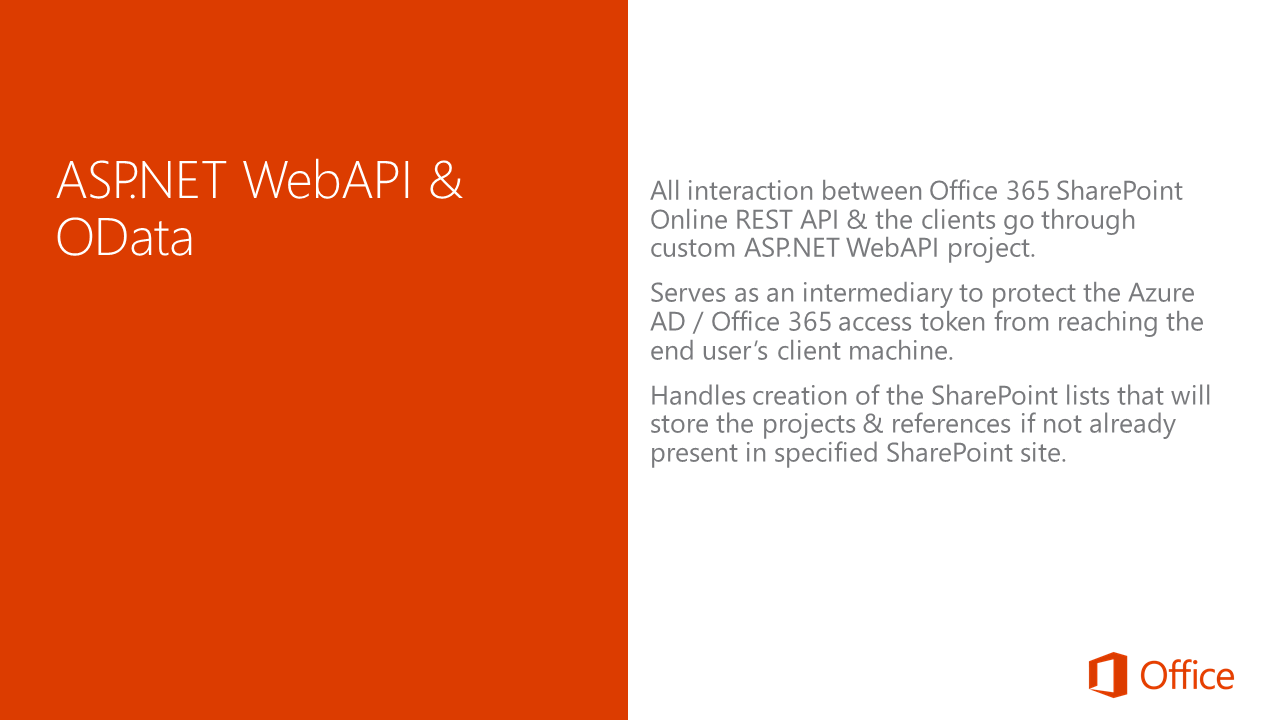 ASP.NET WebAPI &
OData
All interaction between Office 365 SharePoint
Online REST API & the clients go through
custom ASP.NET WebAPI project.
Serves as an intermediary to protect the Azure
AD / Office 365 access token from reaching the
end user’s client machine.
Handles creation of the SharePoint lists that will
store the projects & references if not already
present in specified SharePoint site.
Office